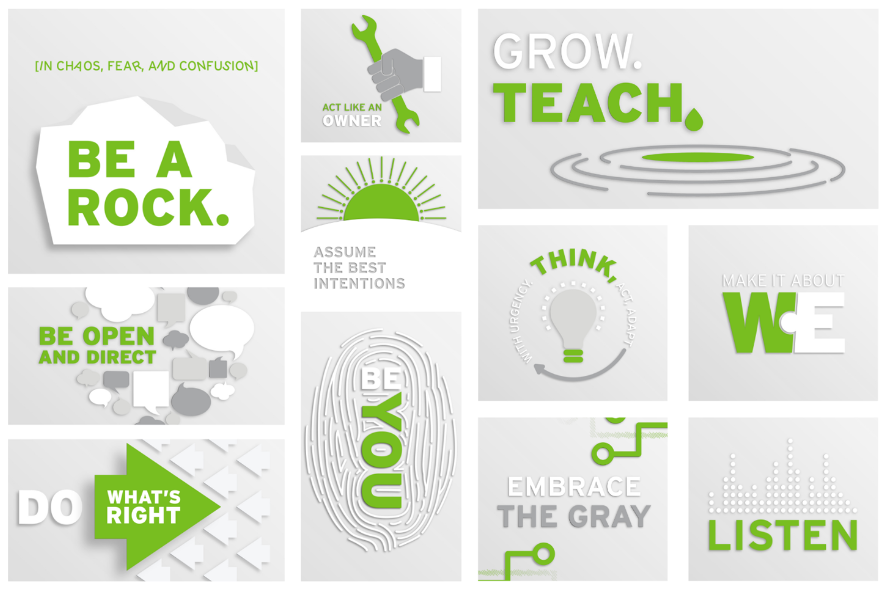 [IN CHAOS, FEAR, AND CONFUSION]
BE A
ROCK.
ACT LIKE AN
OWNER
GROW.
TEACH.
ASSUME
THE BEST
INTENTIONS
THINK, ACT, ADAPT
WITH URGENCY.
MAKE IT ABOUT
WE
BE OPEN
AND DIRECT
BE
YOU
DO
WHAT'S
RIGHT
EMBRACE
THE GRAY
LISTEN